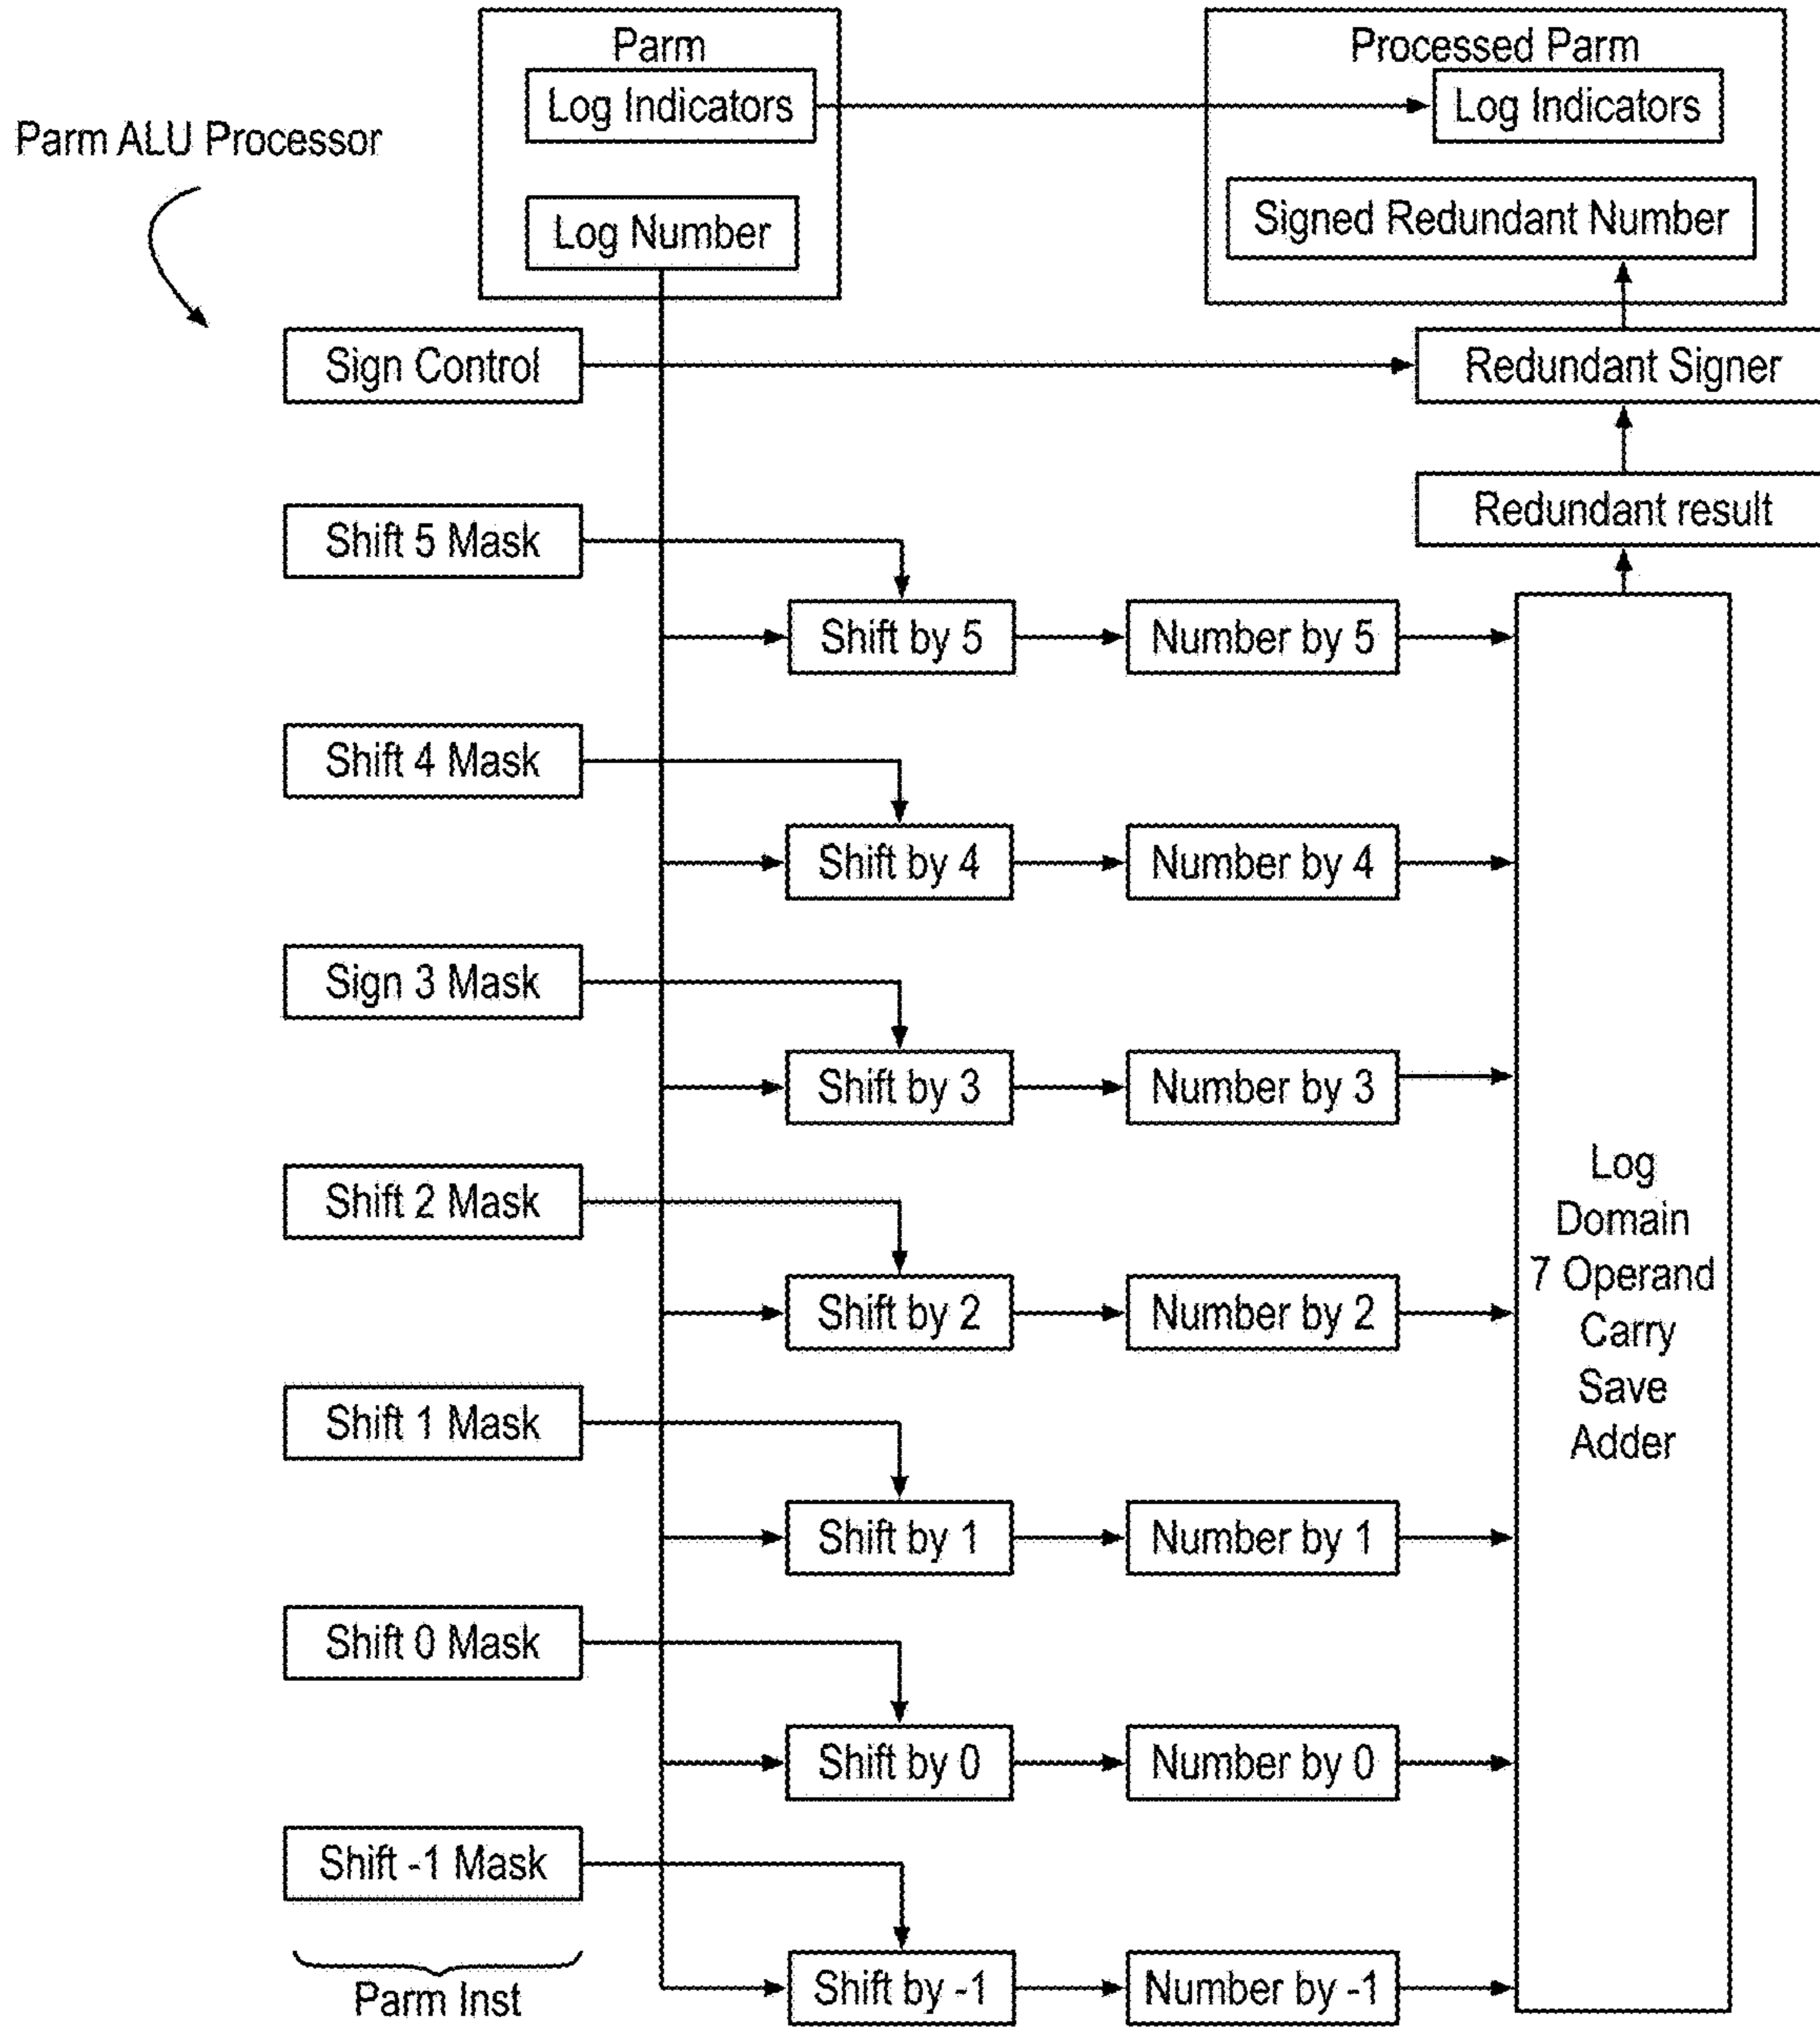 Parm
Processed Parm
Log Indicators
Log Indicators
Parm ALU Processor
Log Number
Signed Redundant Number
Sign Control
Redundant Signer
Redundant result
Shift 5 Mask
Shift by 5
Number by 5
Shift 4 Mask
Shift by 4
Number by 4
Sign 3 Mask
Shift by 3
Number by 3
Shift 2 Mask
Shift by 2
Number by 2
Shift 1 Mask
Shift by 1
Number by 1
Shift 0 Mask
Shift by 0
Number by 0
Shift -1 Mask
Shift by -1
Number by -1
Log
Domain
7 Operand
Carry
Save
Adder
Parm Inst